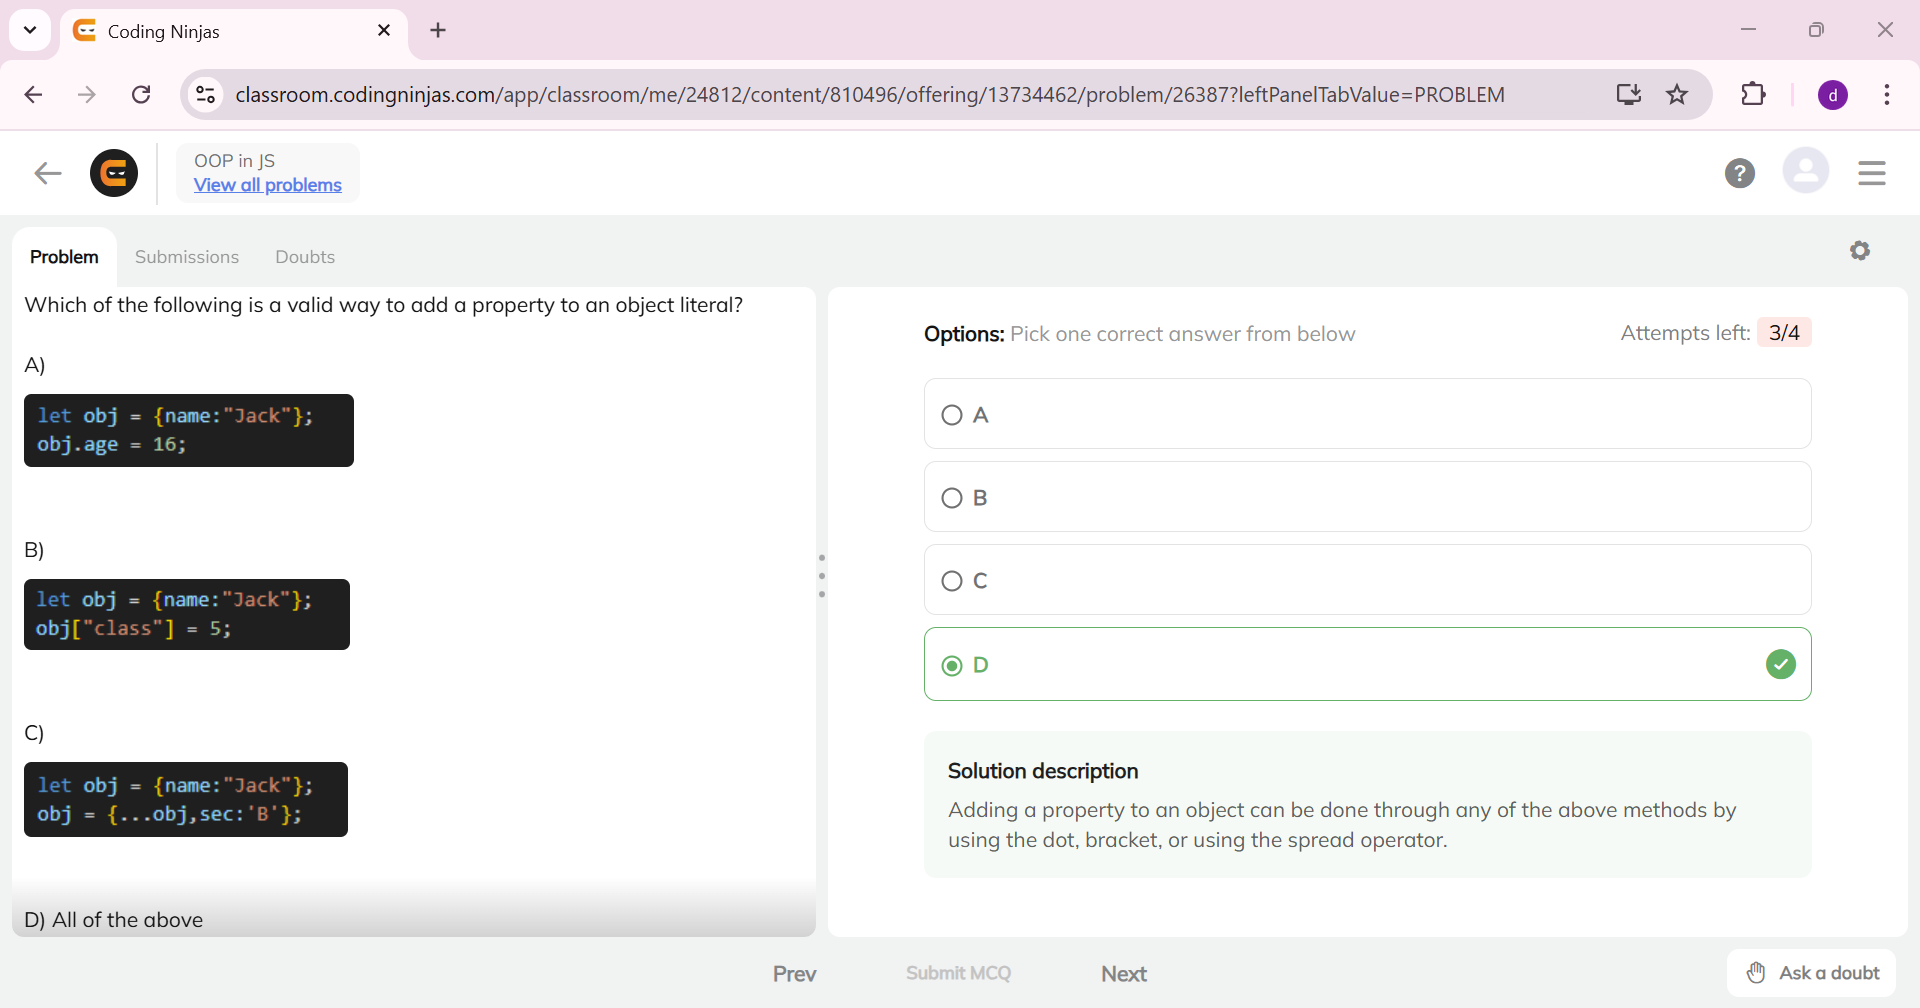 Coding Ninjas
classroom.codingninjas.com/app/classroom/me/24812/content/810496/offering/13734462/problem/26387?leftPanelTabValue=PROBLEM
d
OOP in JS
View all problems
?
Problem
Submissions
Doubts
Which of the following is a valid way to add a property to an object literal?
A)
let obj = {name:"Jack"};
obj.age = 16;
B)
let obj = {name:"Jack"};
obj["class"] = 5;
C)
let obj = {name:"Jack"};
obj = {...obj,sec:'B'};
D) All of the above
Options: Pick one correct answer from below
Attempts left: 3/4
A
B
C
D
Solution description
Adding a property to an object can be done through any of the above methods by
using the dot, bracket, or using the spread operator.
Prev
Submit MCQ
Next
Ask a doubt